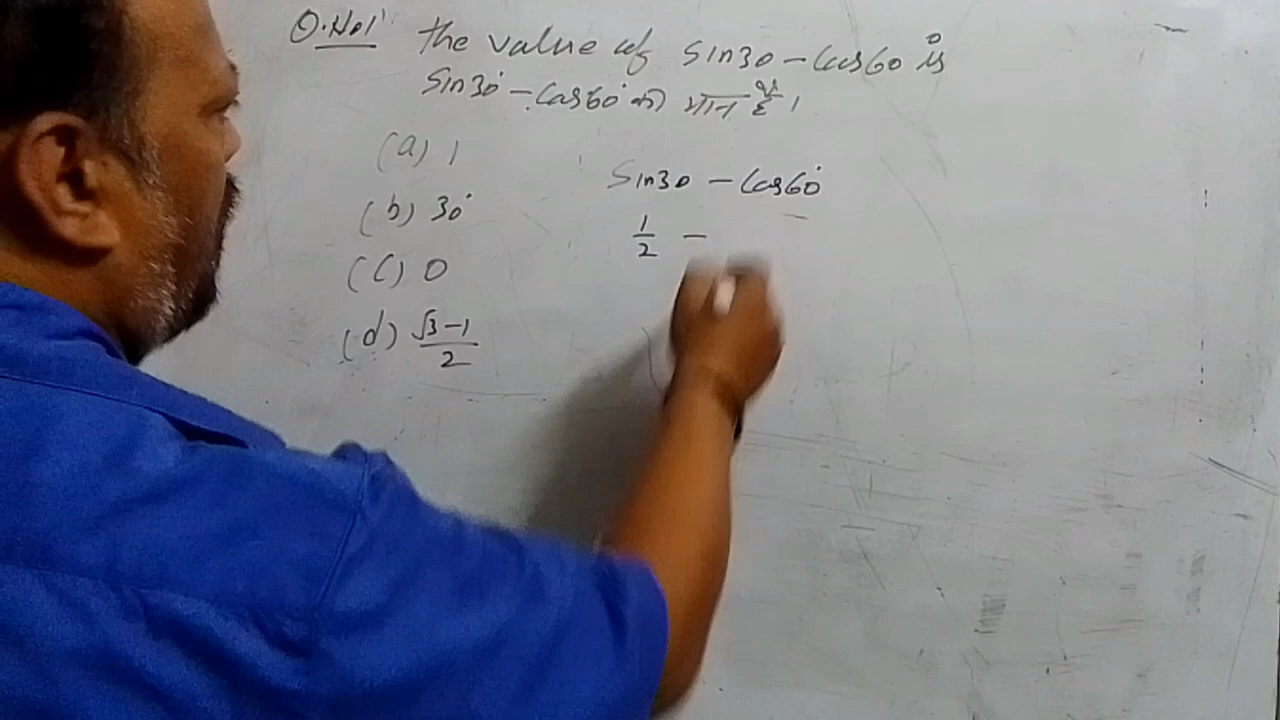 Q.No1 the value of sin30 - Cos60° is
Sin30° - Cos60° का मान है।
(a) 1
(b) 30°
(c) 0
(d) √3-1/2
Sin30 - Cos60°
1/2 -